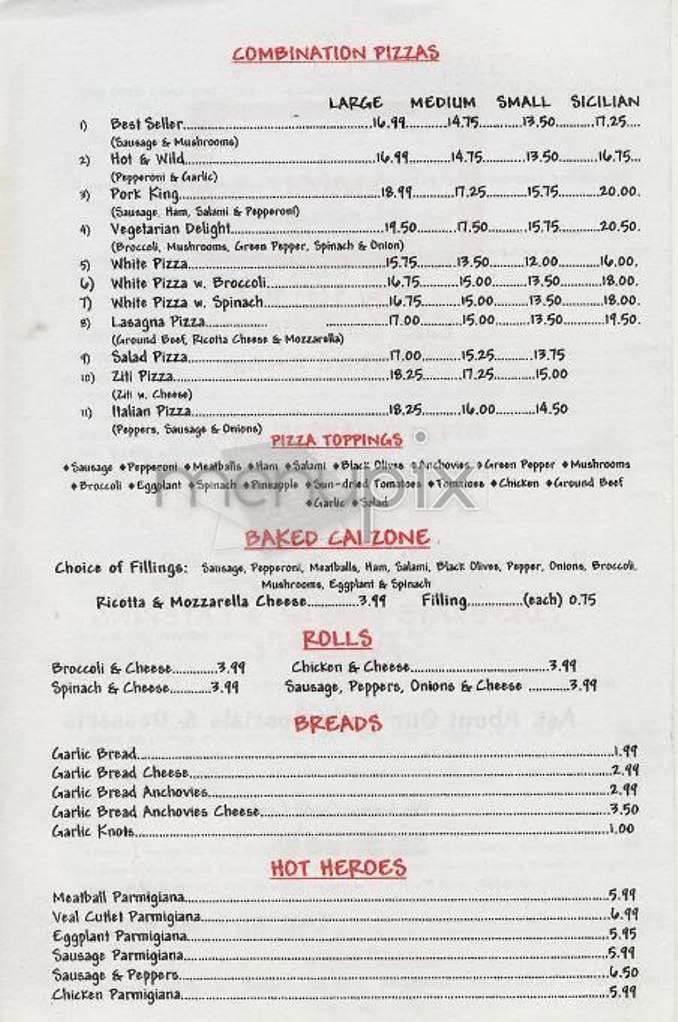 COMBINATION PIZZAS
LARGE MEDIUM SMALL SICILIAN
1) Best Seller.....16.99.....14.75.....13.50.....17.25....
(Sausage & Mushrooms)
2) Hot & Wild.....16.99.....14.75.....13.50.....16.75...
(Pepperoni & Garlic)
3) Pork King.....18.99.....17.25.....15.75.....20.00.
(Sausage, Ham, Salami & Pepperoni)
4) Vegetarian Delight.....19.50.....17.50.....15.75.....20.50.
(Broccoli, Mushrooms, Green Pepper, Spinach & Onion)
5) White Pizza.....15.75.....13.50.....12.00.....16.00.
6) White Pizza w. Broccoli.....16.75.....15.00.....13.50.....18.00.
7) White Pizza w. Spinach.....16.75.....15.00.....13.50.....18.00.
8) Lasagna Pizza.....17.00.....15.00.....13.50.....19.50.
(Ground Beef, Ricotta Cheese & Mozzarella)
9) Salad Pizza.....17.00.....15.25.....13.75
10) Ziti Pizza.....18.25.....17.25.....15.00
(Ziti w. Cheese)
11) Italian Pizza.....18.25.....16.00.....14.50
(Peppers, Sausage & Onions)
PIZZA TOPPINGS
♦Sausage ♦Pepperoni ♦Meatballs ♦Ham ♦Salami ♦Black Olives ♦Anchovies ♦Green Pepper ♦Mushrooms
♦Broccoli ♦Eggplant ♦Spinach ♦Pineapple ♦Sun-dried Tomatoes ♦Tomatoes ♦Chicken ♦Ground Beef
♦Garlic ♦Salad
menupix
BAKED CALZONE
Choice of Fillings: Sausage, Pepperoni, Meatballs, Ham, Salami, Black Olives, Pepper, Onions, Broccoli,
Mushrooms, Eggplant & Spinach
Ricotta & Mozzarella Cheese.....3.99 Filling.....(each) 0.75
ROLLS
Broccoli & Cheese.....3.99 Chicken & Cheese.....3.99
Spinach & Cheese.....3.99 Sausage, Peppers, Onions & Cheese .....3.99
BREADS
Garlic Bread.....1.99
Garlic Bread Cheese.....2.99
Garlic Bread Anchovies.....2.99
Garlic Bread Anchovies Cheese.....3.50
Garlic Knots.....1.00
HOT HEROES
Meatball Parmigiana.....5.99
Veal Cutlet Parmigiana.....6.99
Eggplant Parmigiana.....5.95
Sausage Parmigiana.....5.99
Sausage & Peppers.....6.50
Chicken Parmigiana.....5.99